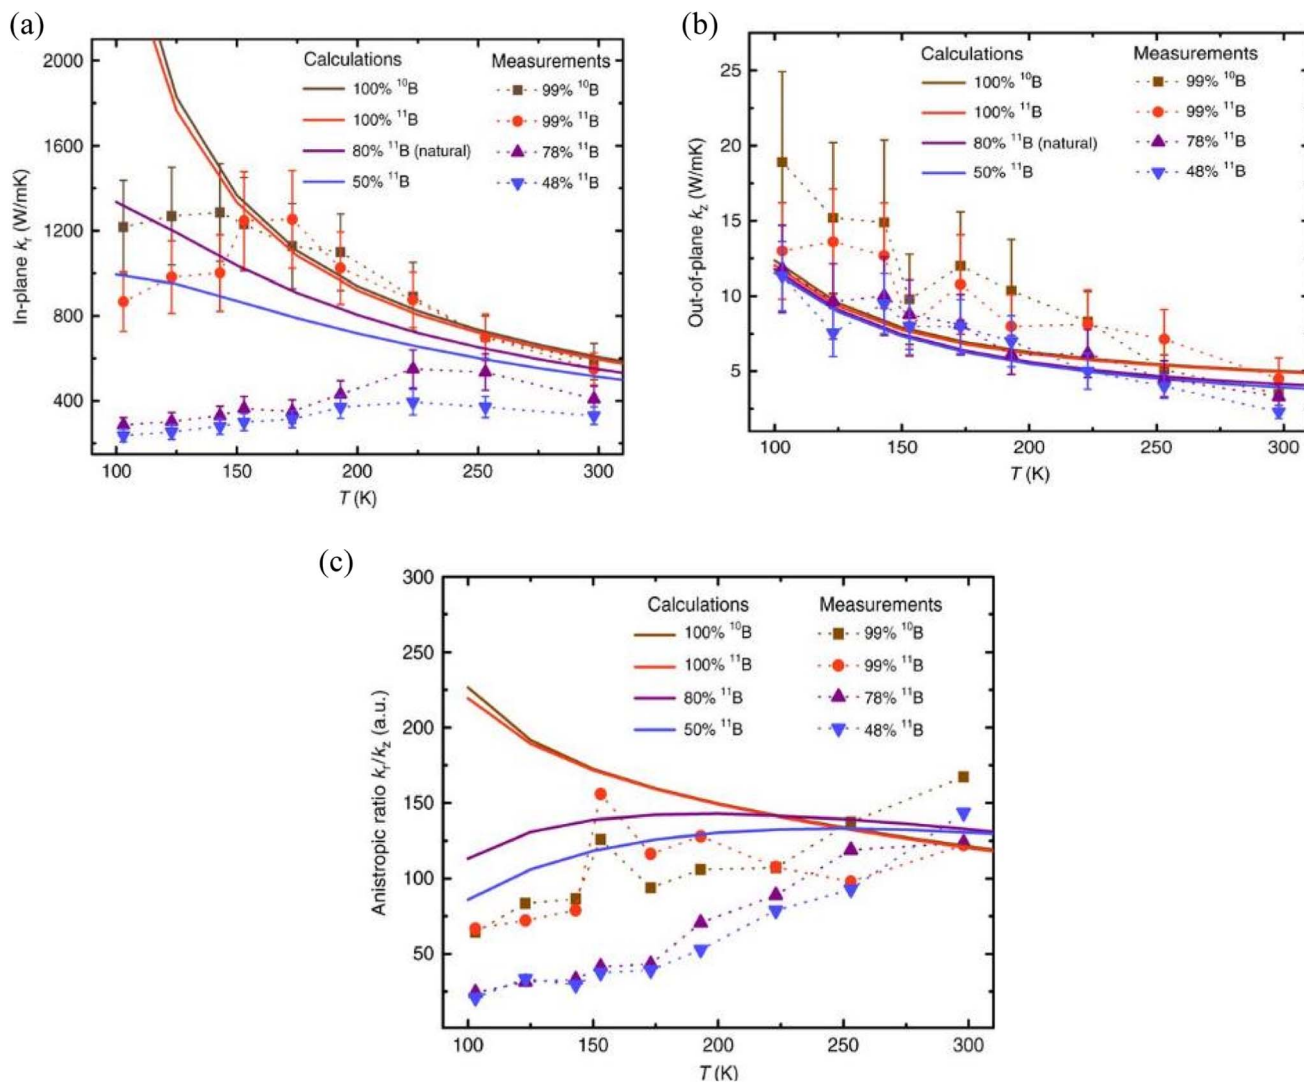 (a)
2000
1600
1200
800
400
In-plane kr (W/mK)
Calculations
100% 10B
100% 11B
80% 11B (natural)
50% 11B
Measurements
99% 10B
99% 11B
78% 11B
48% 11B
100 150 200 250 300
T (K)
(b)
25
20
15
10
5
Out-of-plane kz (W/mK)
Calculations
100% 10B
100% 11B
80% 11B (natural)
50% 11B
Measurements
99% 10B
99% 11B
78% 11B
48% 11B
100 150 200 250 300
T (K)
(c)
300
250
200
150
100
50
Anistropic ratio kr/kz (a.u.)
Calculations
100% 10B
100% 11B
80% 11B
50% 11B
Measurements
99% 10B
99% 11B
78% 11B
48% 11B
100 150 200 250 300
T (K)